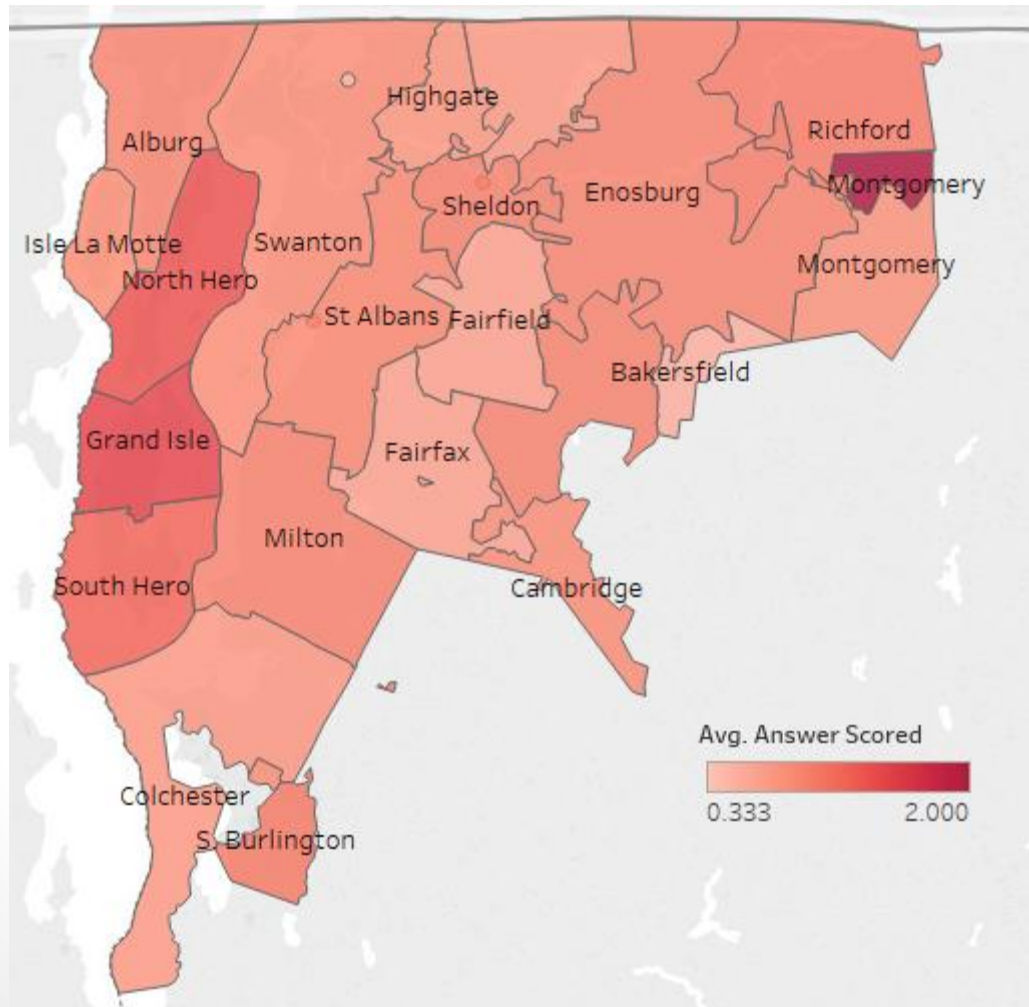 Highgate
Alburg
Richford
Montgomery
Enosburg
Sheldon
Isle La Motte
Swanton
North Hero
Montgomery
St Albans
Fairfield
Bakersfield
Grand Isle
Fairfax
Milton
South Hero
Cambridge
Avg. Answer Scored
0.333 2.000
Colchester
S. Burlington